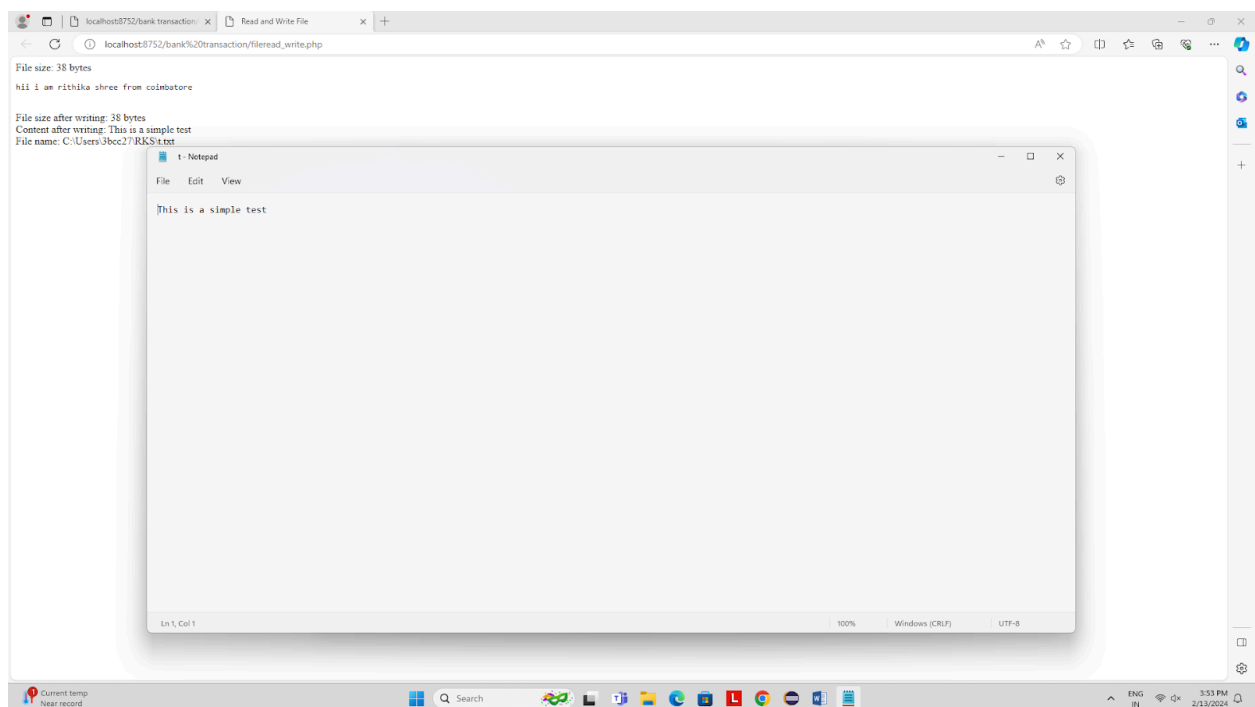 localhost:8752/bank transaction/
Read and Write File
localhost:8752/bank%20transaction/fileread_write.php
File size: 38 bytes
hii i am rithika shree from coimbatore
File size after writing: 38 bytes
Content after writing: This is a simple test
File name: C:\Users\3bcc27\RKS\t.txt
t - Notepad
File Edit View
This is a simple test
Ln 1, Col 1
100%
Windows (CRLF)
UTF-8
1
Current temp
Near record
Search
L
ENG
IN
3:53 PM
2/13/2024